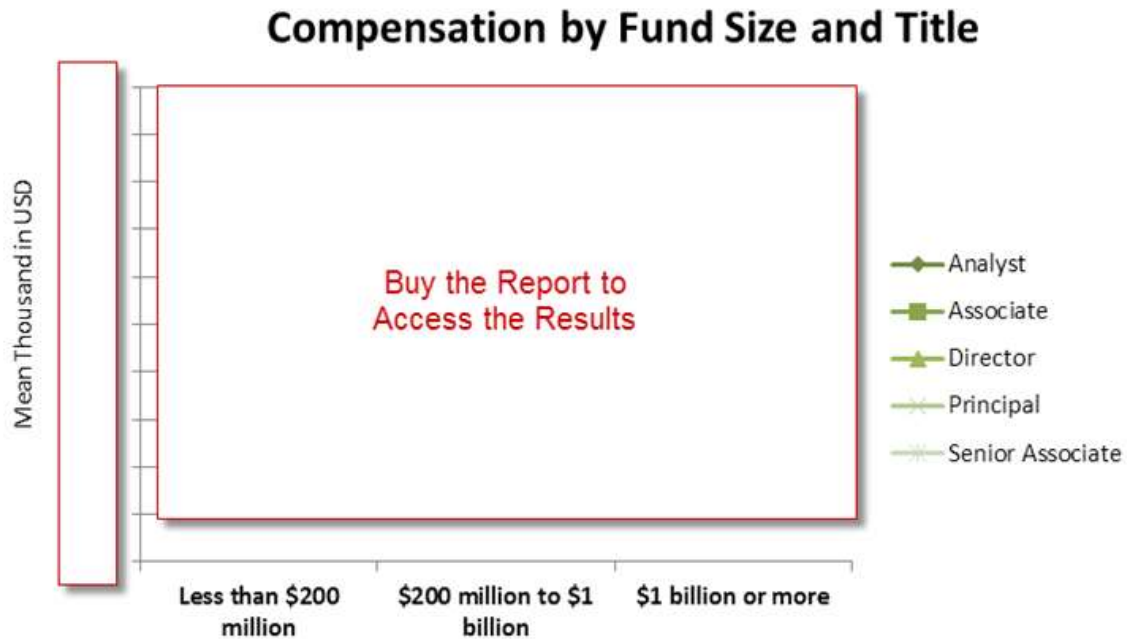 Compensation by Fund Size and Title
Mean Thousand in USD
Buy the Report to
Access the Results
Analyst
Associate
Director
Principal
Senior Associate
Less than $200
million
$200 million to $1
billion
$1 billion or more